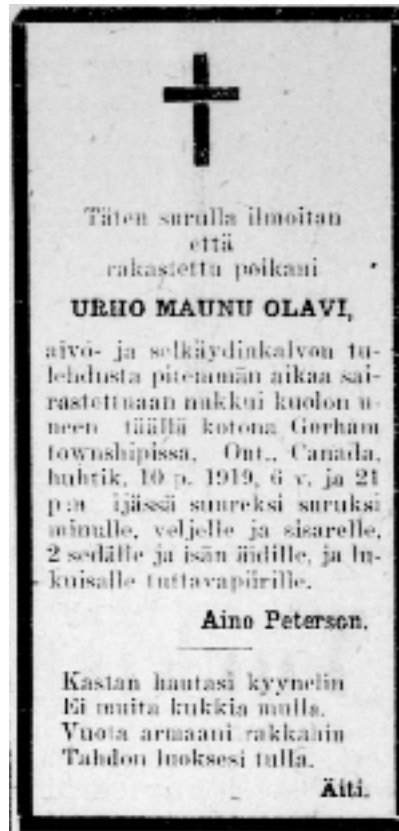 Täten surulla ilmoitan
että
rakastettu poikani
URHO MAUNU OLAVI,
aivo- ja selkäydinkalvon tu-
lehdusta pitemmän aikaa sai-
rastettuaan nukkui kuolon u-
neen täällä kotona Gorham
townshipissa, Ont., Canada,
huhtik. 10 p. 1919, 6 v. ja 21
p:n ijässä suureksi suruksi
minulle, veljelle ja sisarelle,
2 sedälle ja isän äidille, ja lu-
kuisalle tuttavapiirille.
Aino Peterson.
Kastan hautasi kyynelin
Ei muita kukkia mulla.
Vuota armaani rakkahin
Tahdon luoksesi tulla.
Äiti.